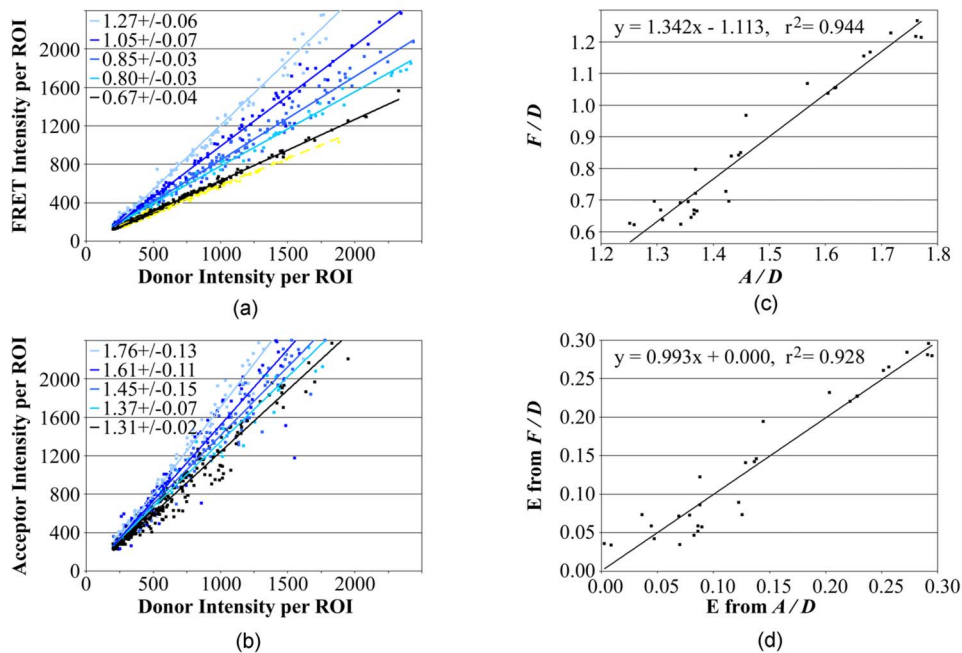 1.27+/-0.06
1.05+/-0.07
0.85+/-0.03
0.80+/-0.03
0.67+/-0.04
FRET Intensity per ROI
2400
2000
1600
1200
800
400
0
0 500 1000 1500 2000
Donor Intensity per ROI
(a)
y = 1.342x - 1.113, r²= 0.944
F / D
1.2
1.1
1.0
0.9
0.8
0.7
0.6
1.2 1.3 1.4 1.5 1.6 1.7 1.8
A / D
(c)
1.76+/-0.13
1.61+/-0.11
1.45+/-0.15
1.37+/-0.07
1.31+/-0.02
Acceptor Intensity per ROI
2400
2000
1600
1200
800
400
0
0 500 1000 1500 2000
Donor Intensity per ROI
(b)
y = 0.993x + 0.000, r²= 0.928
E from F / D
0.30
0.25
0.20
0.15
0.10
0.05
0.00
0.00 0.10 0.20 0.30
E from A / D
(d)